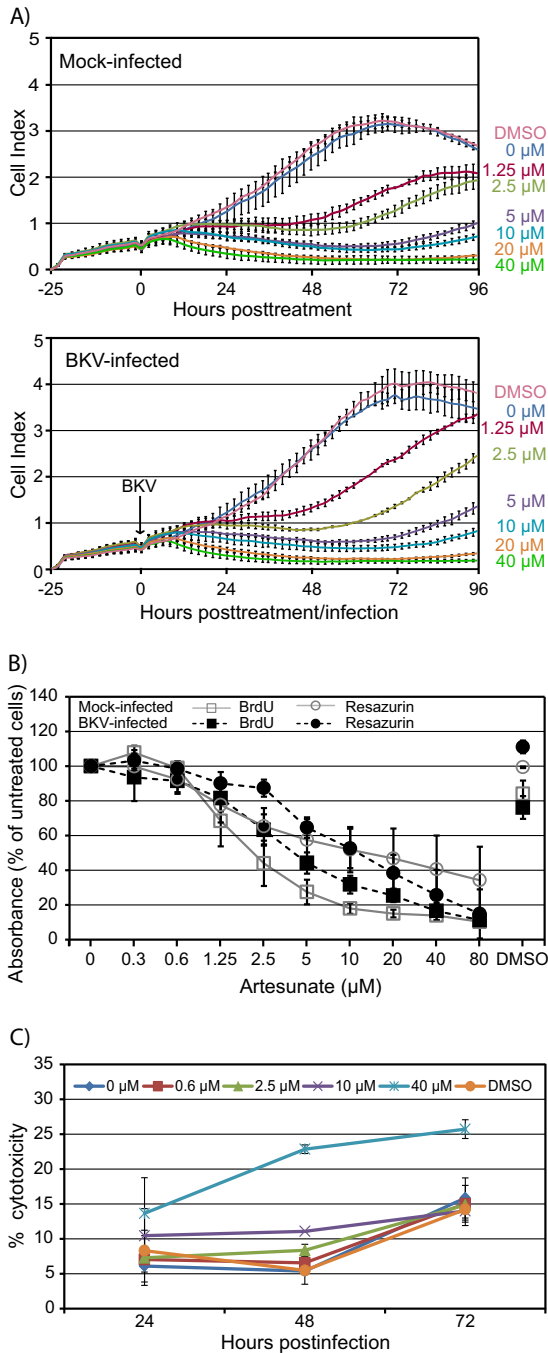 A)
Mock-infected
Cell Index
5
4
3
2
1
0
-25
0
24
48
72
96
Hours posttreatment
DMSO
0 µM
1.25 µM
2.5 µM
5 µM
10 µM
20 µM
40 µM
BKV-infected
Cell Index
5
4
3
2
1
0
BKV
-25
0
24
48
72
96
Hours posttreatment/infection
DMSO
0 µM
1.25 µM
2.5 µM
5 µM
10 µM
20 µM
40 µM
B)
Absorbance (% of untreated cells)
140
120
100
80
60
40
20
0
Mock-infected BrdU Resazurin
BKV-infected BrdU Resazurin
0 0.3 0.6 1.25 2.5 5 10 20 40 80 DMSO
Artesunate (µM)
C)
% cytotoxicity
35
30
25
20
15
10
5
0
0 µM 0.6 µM 2.5 µM 10 µM 40 µM DMSO
24 48 72
Hours postinfection